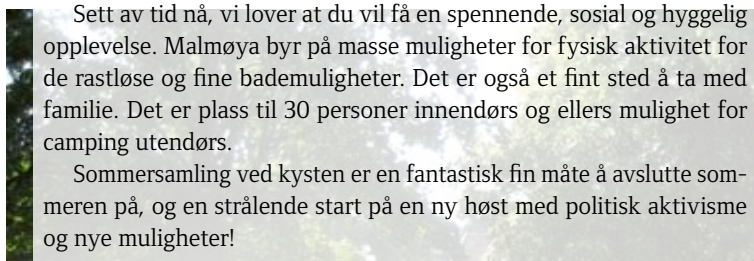 Sett av tid nå, vi lover at du vil få en spennende, sosial og hyggelig
opplevelse. Malmøya byr på masse muligheter for fysisk aktivitet for
de rastløse og fine bademuligheter. Det er også et fint sted å ta med
familie. Det er plass til 30 personer innendørs og ellers mulighet for
camping utendørs.
Sommersamling ved kysten er en fantastisk fin måte å avslutte som-
meren på, og en strålende start på en ny høst med politisk aktivisme
og nye muligheter!